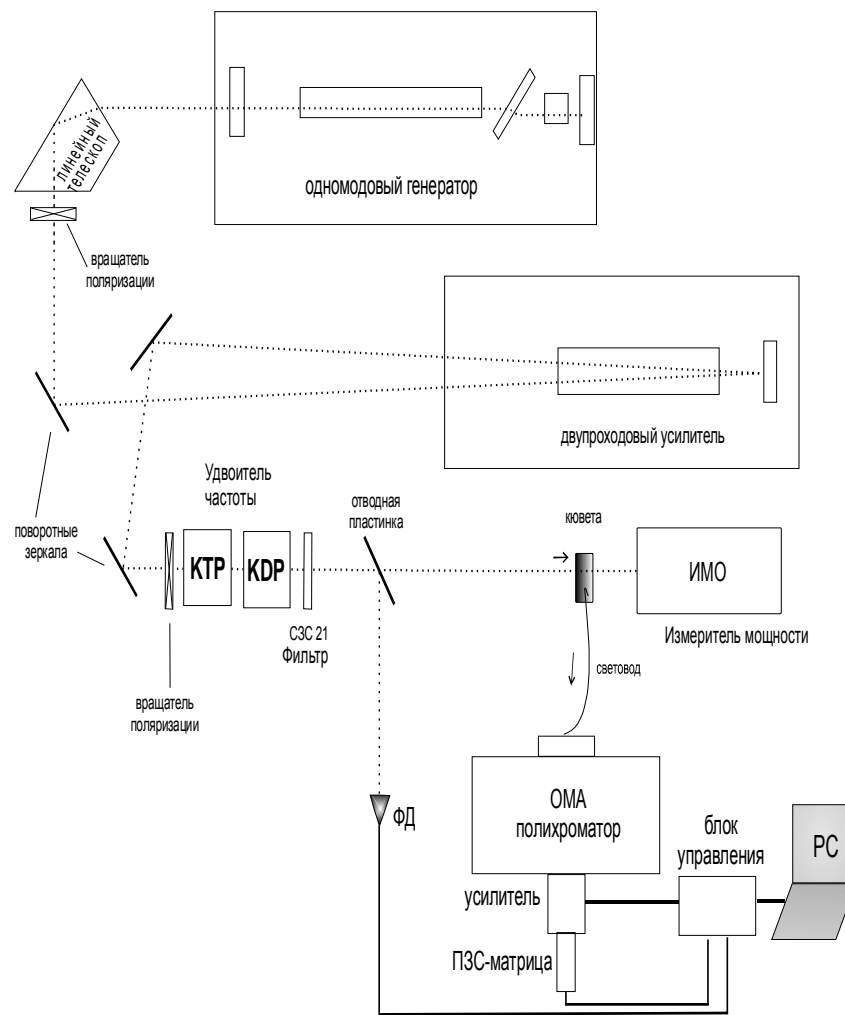 линейный
телескоп
одномодовый генератор
вращатель
поляризации
двупроходовый усилитель
Удвоитель
частоты
отводная
пластинка
кювета
поворотные
зеркала
KTP
KDP
ИМО
СЗС 21
Фильтр
Измеритель мощности
световод
вращатель
поляризации
ОМА
полихроматор
ФД
блок
управления
PC
усилитель
ПЗС-матрица